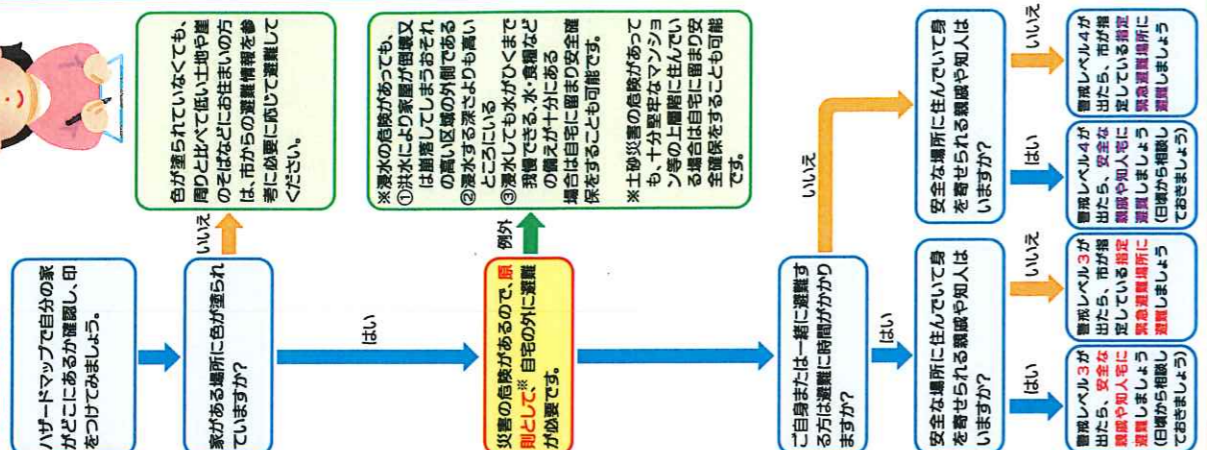 ハザードマップで自分の家
がどこにあるか確認し、印
をつけてみましょう。
家がある場所に色が塗られ
ていますか?
いいえ
色が塗られていなくても、
周りと比べて低い土地や崖
のそばなどにお住まいの方
は、市からの避難情報を参
考に必要に応じて避難して
ください。
はい
災害の危険があるので、原
則として、※自宅の外に避難
が必要です。
例外
※浸水の危険があっても、
①洪水により家屋が倒壊又
は崩落してしまうおそれ
の高い区域の外側である
②浸水する深さよりも高い
ところにいる
③浸水しても水がひくまで
我慢できる、水・食糧など
の備えが十分にある
場合は自宅に留まり安全確
保をすることも可能です。
※土砂災害の危険があって
も、十分堅牢なマンショ
ン等の上層階に住んでい
る場合は自宅に留まり安
全確保をすることも可能
です。
ご自身または一緒に避難す
る方は避難に時間がかかり
ますか?
はい
いいえ
安全な場所に住んでいて身
を寄せられる親戚や知人は
いますか?
はい
いいえ
警戒レベル3が
出たら、安全な
親戚や知人宅に
避難しましょう
(日頃から相談し
ておきましょう)
警戒レベル3が
出たら、市が指
定している指定
緊急避難場所に
避難しましょう
安全な場所に住んでいて身
を寄せられる親戚や知人は
いますか?
はい
いいえ
警戒レベル4が
出たら、安全な
親戚や知人宅に
避難しましょう
(日頃から相談し
ておきましょう)
警戒レベル4が
出たら、市が指
定している指定
緊急避難場所に
避難しましょう